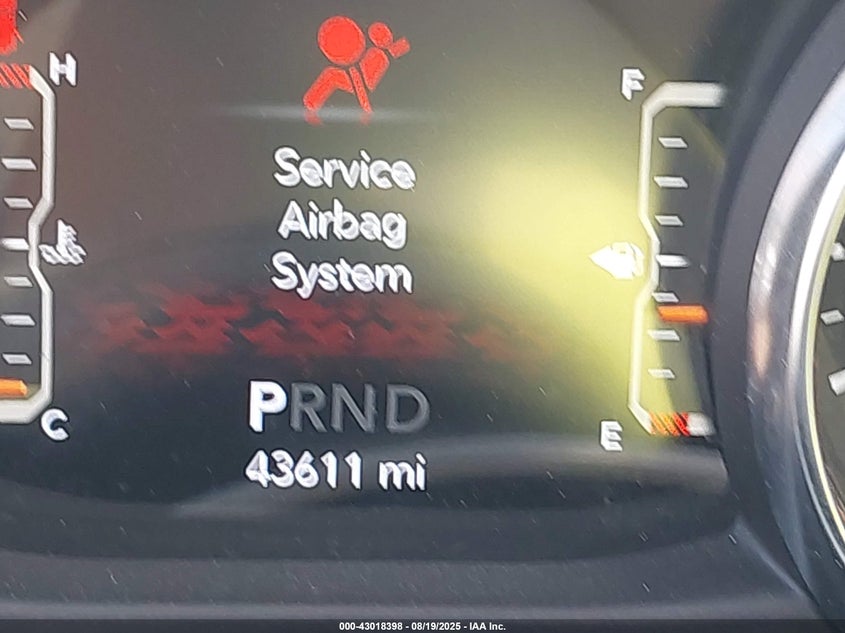 H
F
Service
Airbag
System
PRND
E
C
43611 mi
000-43018398 - 08/19/2025 - IAA Inc.